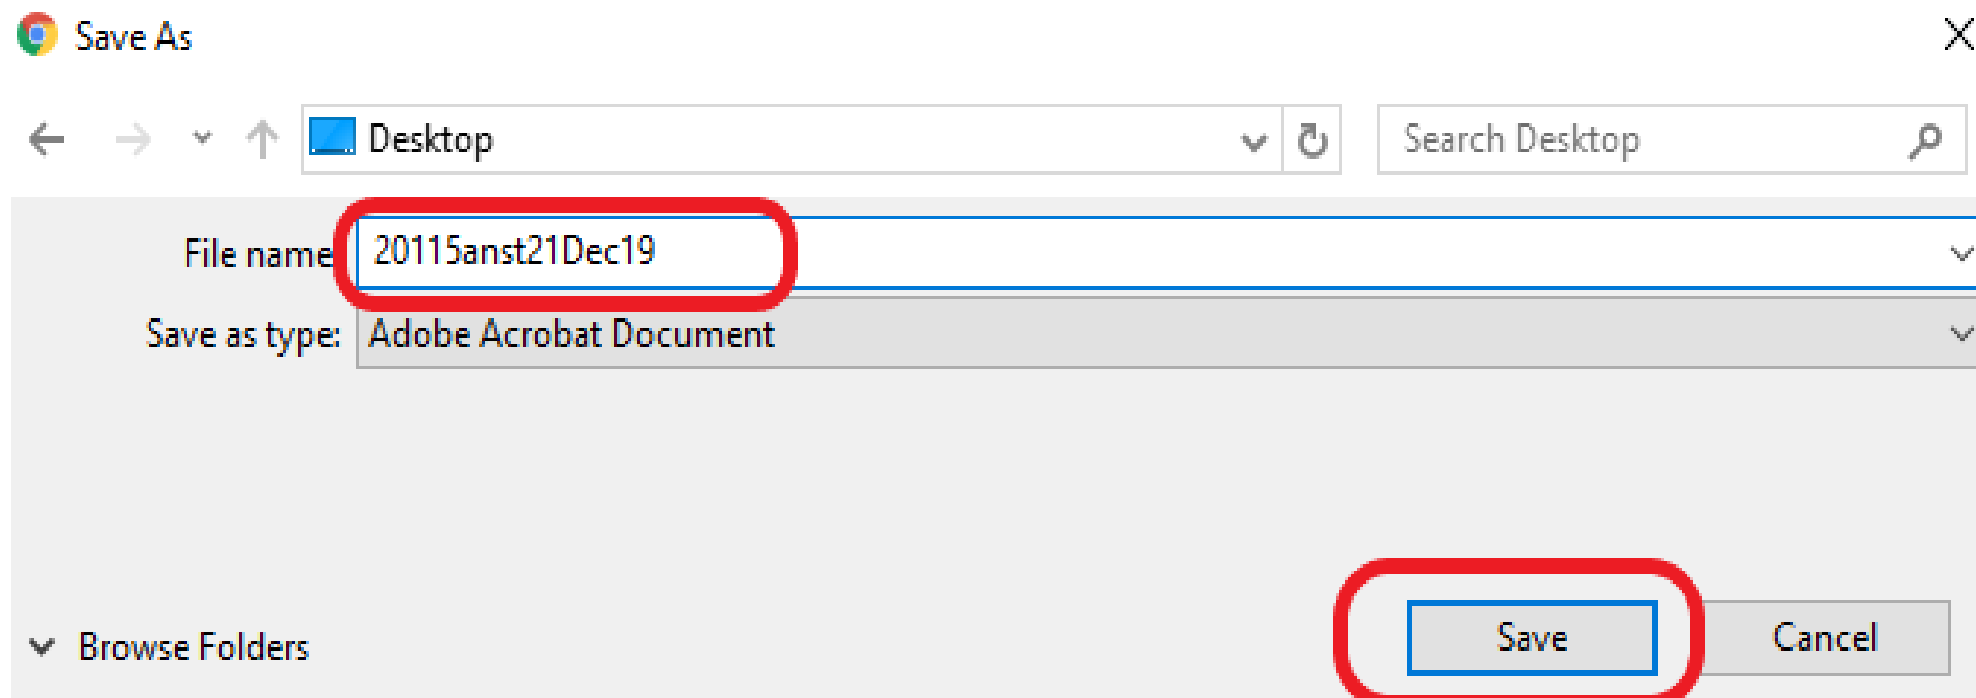 Save As
Desktop
Search Desktop
File name
20115anst21Dec19
Save as type:
Adobe Acrobat Document
Browse Folders
Save
Cancel